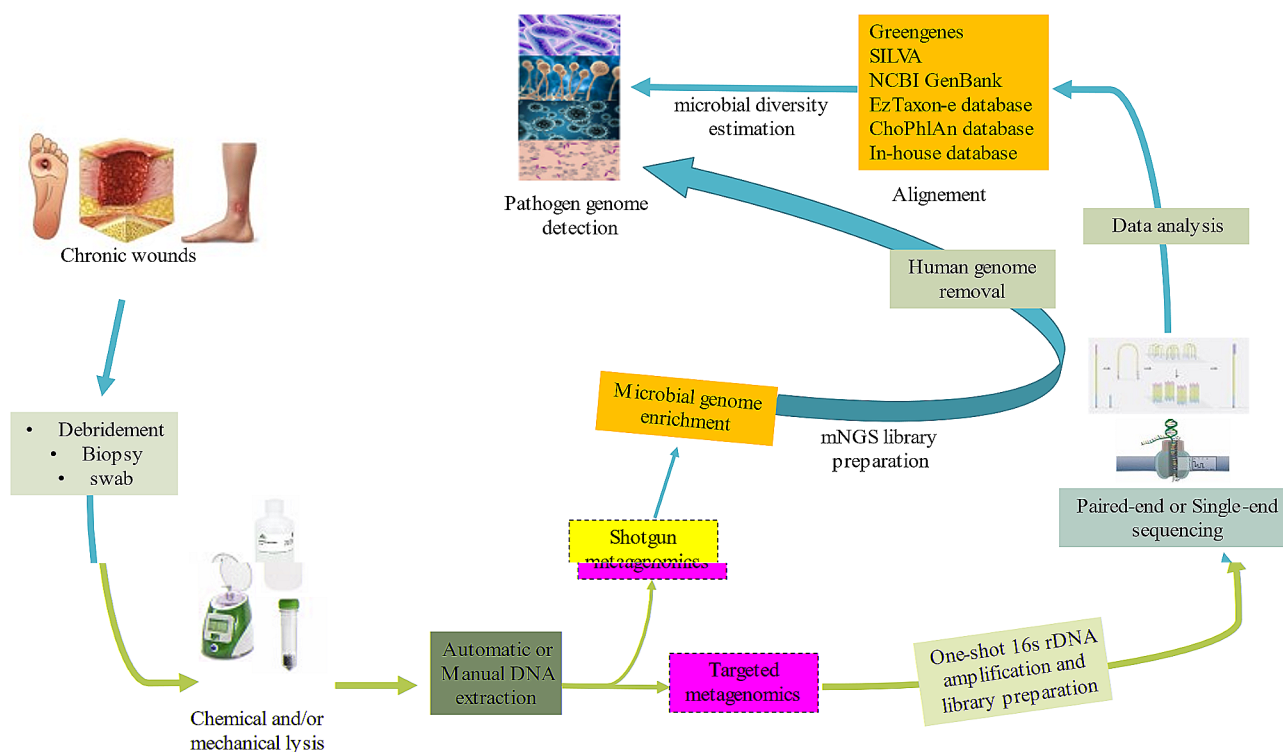 Chronic wounds
• Debridement
• Biopsy
• swab
Chemical and/or
mechanical lysis
Automatic or
Manual DNA
extraction
Shotgun
metagenomics
Targeted
metagenomics
One-shot 16s rDNA
amplification and
library preparation
Paired-end or Single-end
sequencing
Data analysis
Greengenes
SILVA
NCBI GenBank
EzTaxon-e database
ChoPhlAn database
In-house database
Alignement
microbial diversity
estimation
Pathogen genome
detection
Microbial genome
enrichment
mNGS library
preparation
Human genome
removal